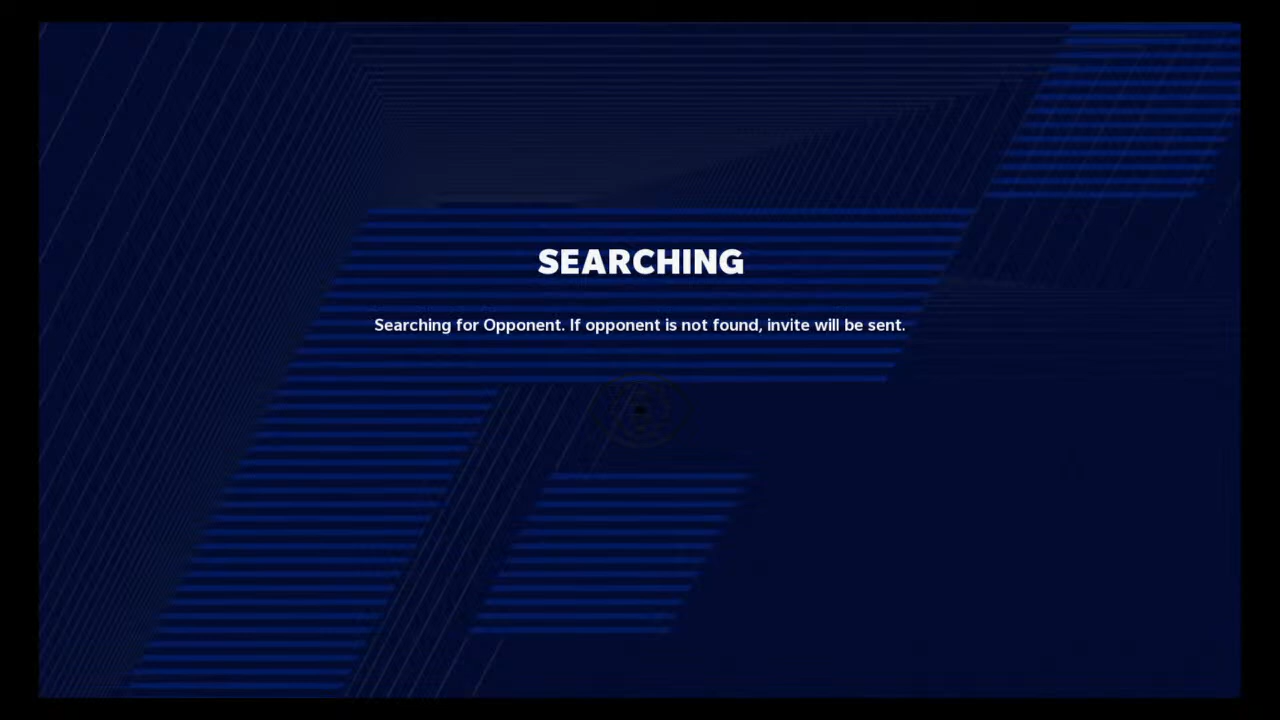 SEARCHING
Searching for Opponent. If opponent is not found, invite will be sent.